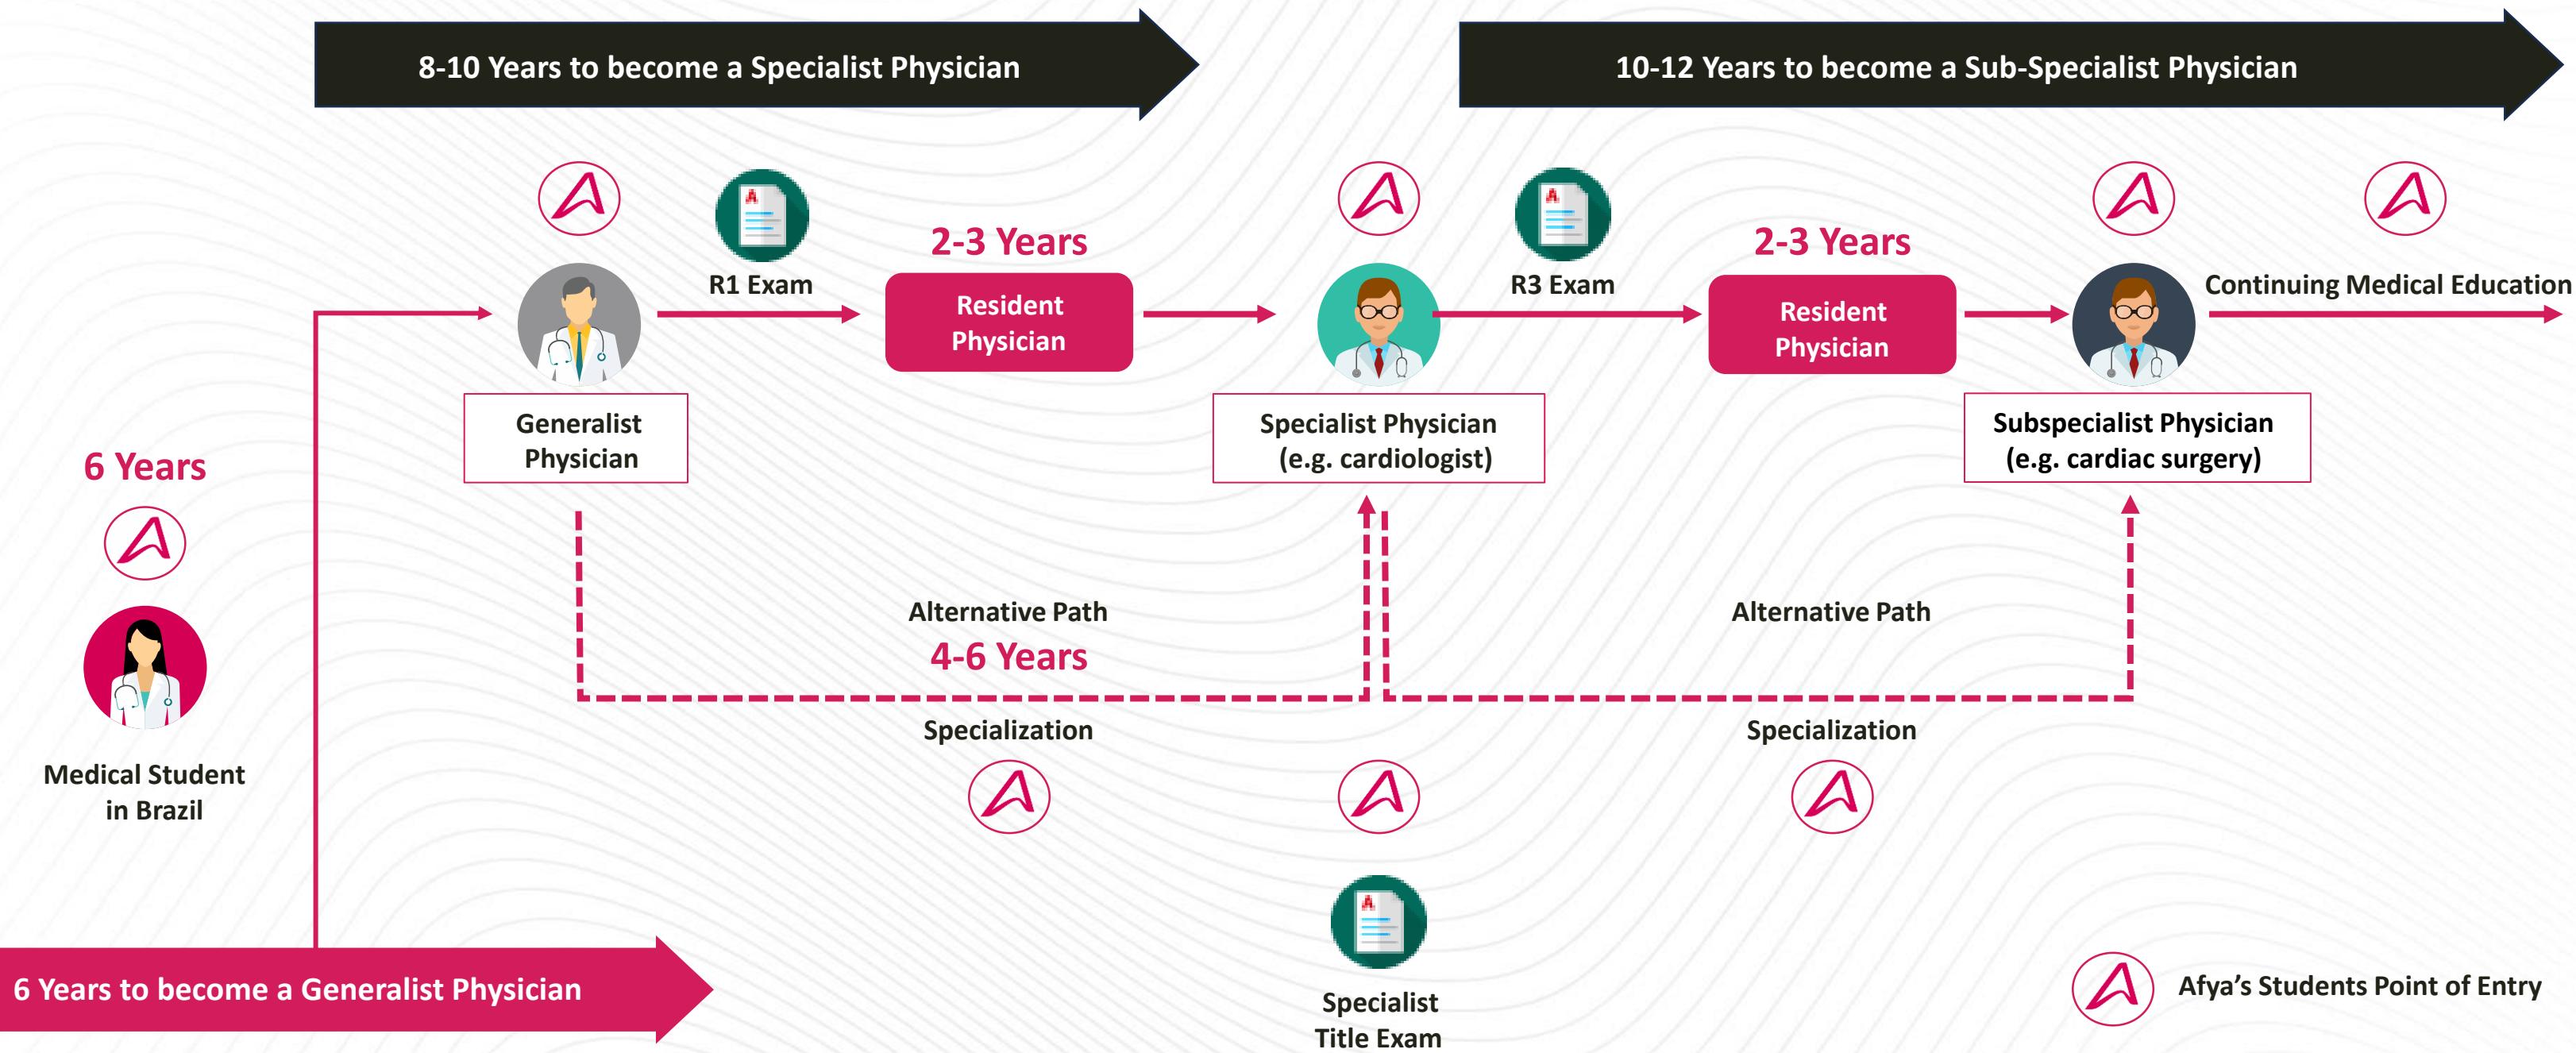 8-10 Years to become a Specialist Physician
10-12 Years to become a Sub-Specialist Physician
R1 Exam
2-3 Years
Resident
Physician
R3 Exam
2-3 Years
Resident
Physician
Continuing Medical Education
Generalist
Physician
Specialist Physician
(e.g. cardiologist)
Subspecialist Physician
(e.g. cardiac surgery)
6 Years
Medical Student
in Brazil
Alternative Path
4-6 Years
Specialization
Alternative Path
Specialization
Specialist
Title Exam
6 Years to become a Generalist Physician
Afya’s Students Point of Entry